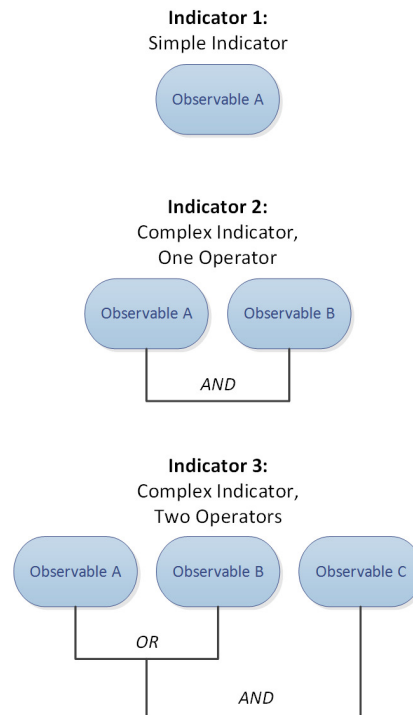 Indicator 1:
Simple Indicator
Observable A
Indicator 2:
Complex Indicator,
One Operator
Observable A
Observable B
AND
Indicator 3:
Complex Indicator,
Two Operators
Observable A
Observable B
Observable C
OR
AND